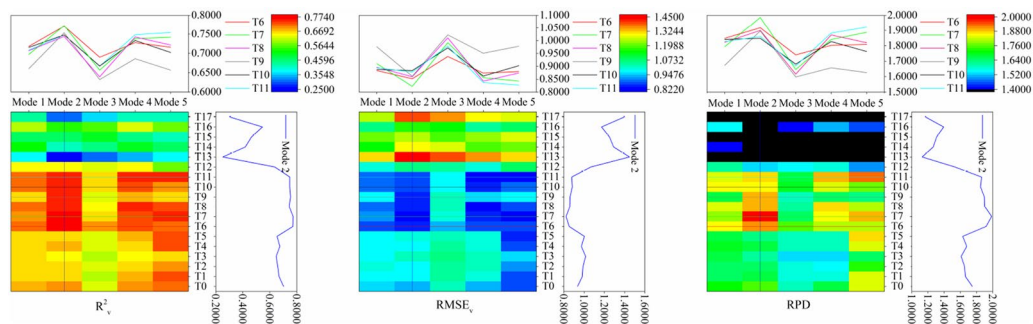 0.8000
0.7000
0.6500
0.6000
T6
T7
T8
T9
T10
T11
0.7740
0.6692
0.5644
0.4596
0.3548
0.2500
Mode 1 Mode 2 Mode 3 Mode 4 Mode 5
T17
T16
T15
T14
T13
T12
T11
T10
T9
T8
T7
T6
T5
T4
T3
T2
T1
T0
Mode 2
0.2000
0.4000
0.6000
0.8000
R²v
1.1000
1.0500
1.0000
0.9500
0.9000
0.8500
0.8000
T6
T7
T8
T9
T10
T11
1.4500
1.3244
1.1988
1.0732
0.9476
0.8220
Mode 1 Mode 2 Mode 3 Mode 4 Mode 5
T17
T16
T15
T14
T13
T12
T11
T10
T9
T8
T7
T6
T5
T4
T3
T2
T1
T0
Mode 2
0.8000
1.0000
1.2000
1.4000
1.6000
RMSEv
2.0000
1.9000
1.8000
1.7000
1.6000
1.5000
T6
T7
T8
T9
T10
T11
2.0000
1.8800
1.7600
1.6400
1.5200
1.4000
Mode 1 Mode 2 Mode 3 Mode 4 Mode 5
T17
T16
T15
T14
T13
T12
T11
T10
T9
T8
T7
T6
T5
T4
T3
T2
T1
T0
Mode 2
1.0000
1.2000
1.4000
1.6000
1.8000
2.0000
RPD